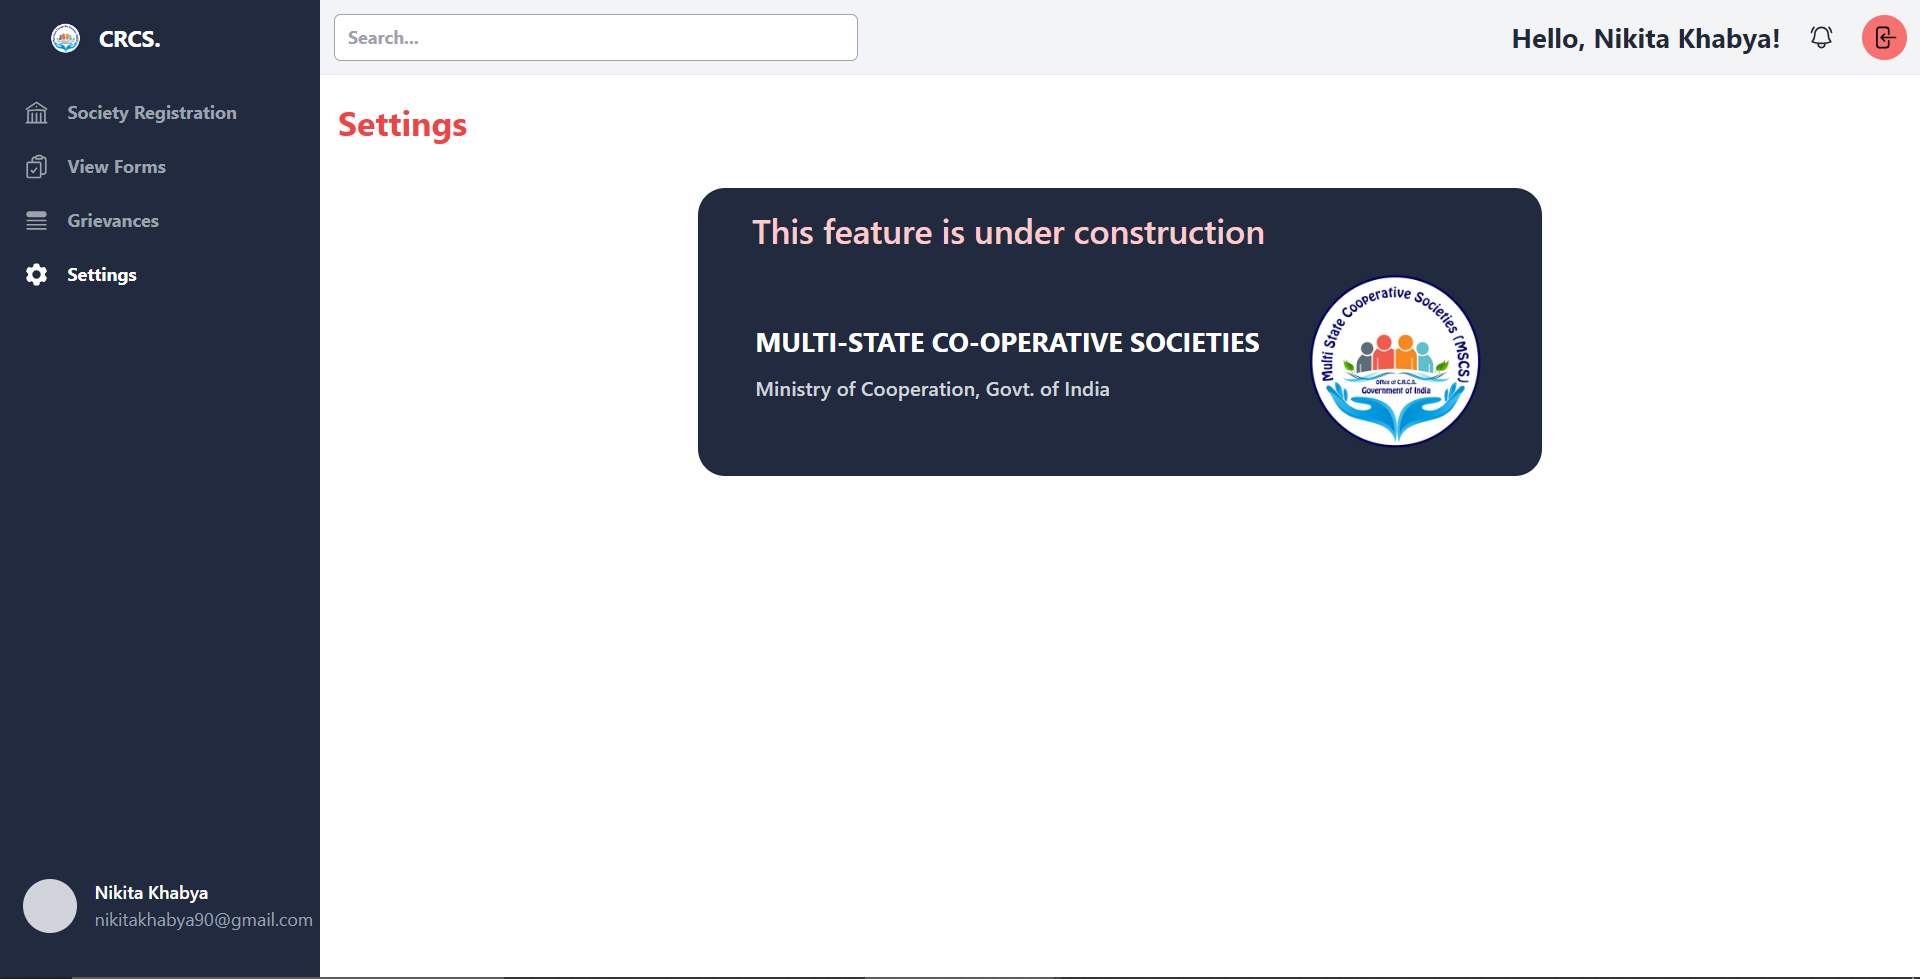 CRCS.
Search...
Hello, Nikita Khabya!
Society Registration
View Forms
Grievances
Settings
Settings
This feature is under construction
MULTI-STATE CO-OPERATIVE SOCIETIES
Ministry of Cooperation, Govt. of India
Multi State Cooperative Societies (MSCS)
Office of C.R.C.S.
Government of India
Nikita Khabya
nikitakhabya90@gmail.com